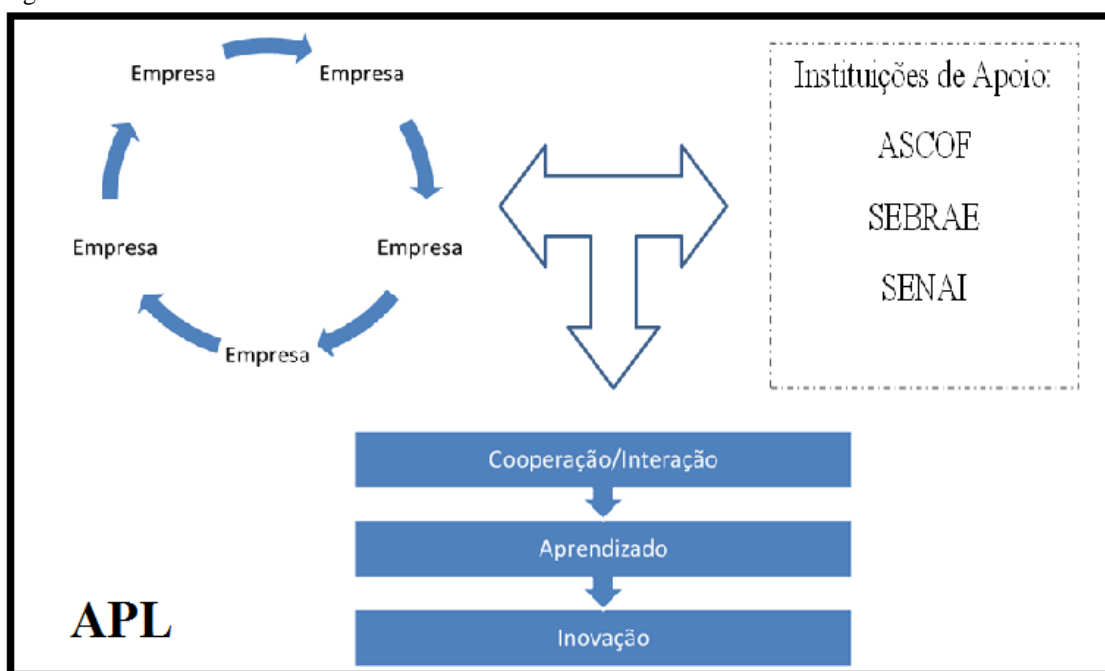 Empresa
Empresa
Empresa
Empresa
Empresa
Instituições de Apoio:
ASCOF
SEBRAE
SENAI
Cooperação/Interação
Aprendizado
Inovação
APL